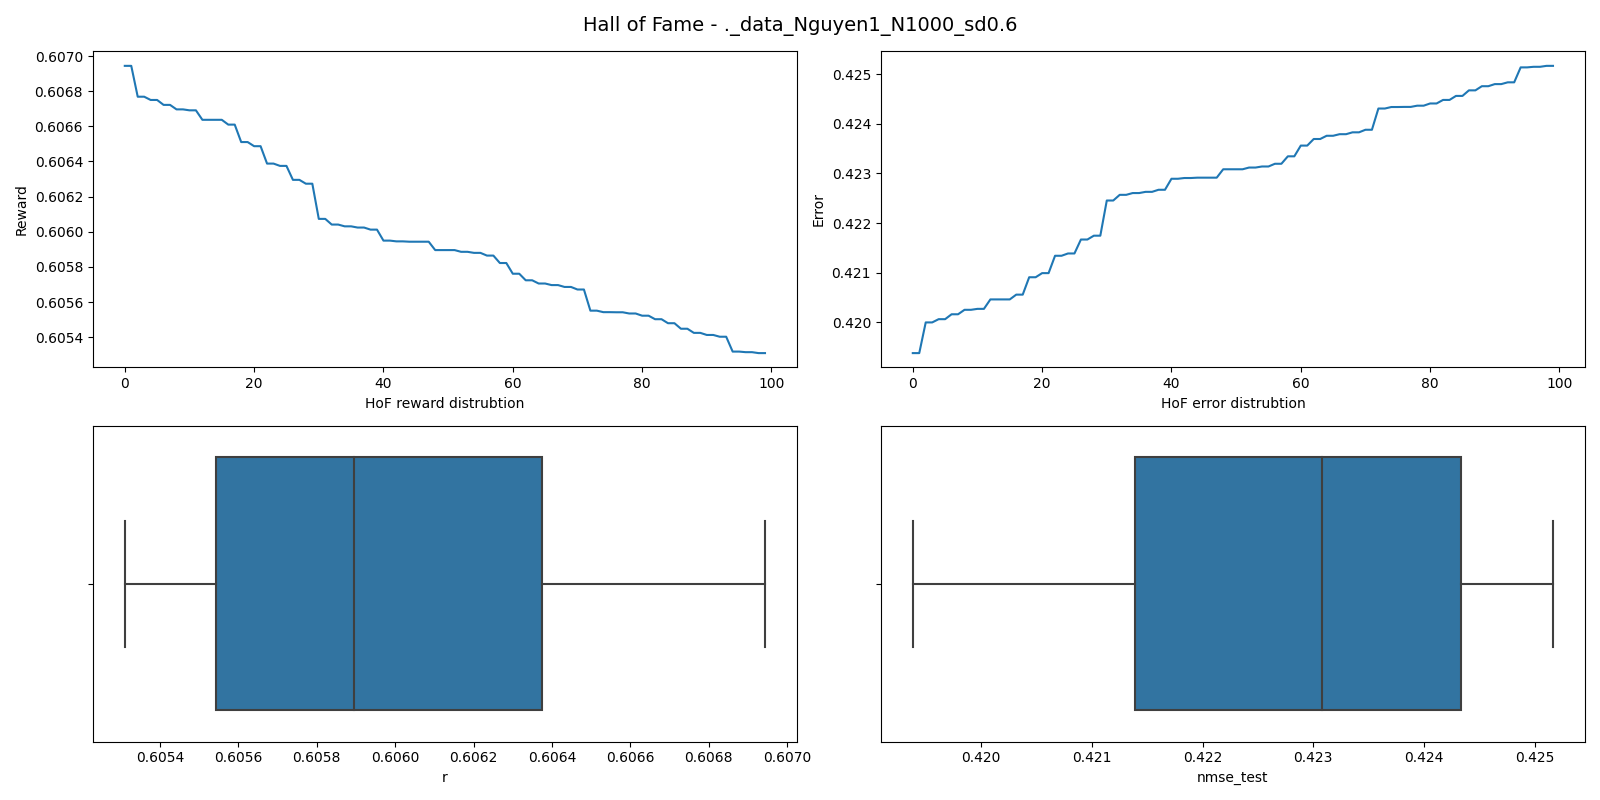 Hall of Fame - ._data_Nguyen1_N1000_sd0.6
0.6070
0.6068
0.6066
0.6064
0.6062
0.6060
0.6058
0.6056
0.6054
Reward
0 20 40 60 80 100
HoF reward distrubtion
0.425
0.424
0.423
0.422
0.421
0.420
Error
0 20 40 60 80 100
HoF error distrubtion
0.6054 0.6056 0.6058 0.6060 0.6062 0.6064 0.6066 0.6068 0.6070
r
0.420 0.421 0.422 0.423 0.424 0.425
nmse_test